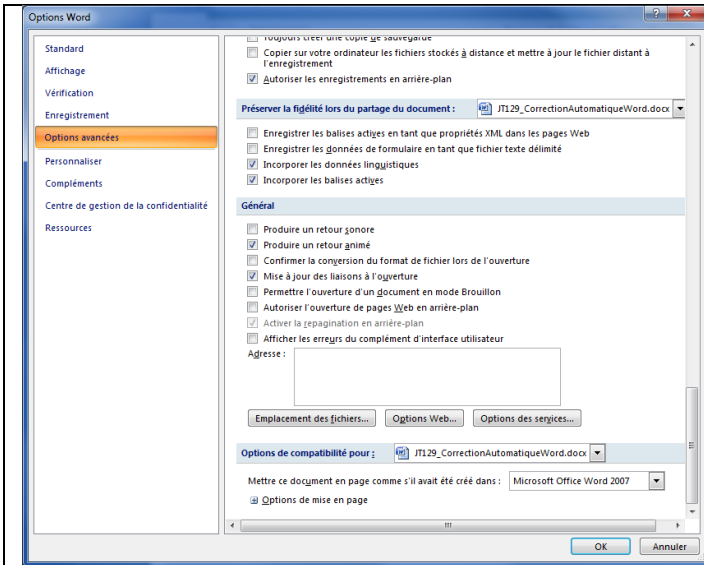 Options Word
Standard
Affichage
Vérification
Enregistrement
Options avancées
Personnaliser
Compléments
Centre de gestion de la confidentialité
Ressources
Toujours créer une copie de sauvegarde
Copier sur votre ordinateur les fichiers stockés à distance et mettre à jour le fichier distant à
l'enregistrement
Autoriser les enregistrements en arrière-plan
Préserver la fidélité lors du partage du document : JT129_CorrectionAutomatiqueWord.docx
Enregistrer les balises actives en tant que propriétés XML dans les pages Web
Enregistrer les données de formulaire en tant que fichier texte délimité
Incorporer les données linguistiques
Incorporer les balises actives
Général
Produire un retour sonore
Produire un retour animé
Confirmer la conversion du format de fichier lors de l'ouverture
Mise à jour des liaisons à l'ouverture
Permettre l'ouverture d'un document en mode Brouillon
Autoriser l'ouverture de pages Web en arrière-plan
Activer la repagination en arrière-plan
Afficher les erreurs du complément d'interface utilisateur
Adresse :
Emplacement des fichiers... Options Web... Options des services...
Options de compatibilité pour : JT129_CorrectionAutomatiqueWord.docx
Mettre ce document en page comme s'il avait été créé dans : Microsoft Office Word 2007
Options de mise en page
OK Annuler